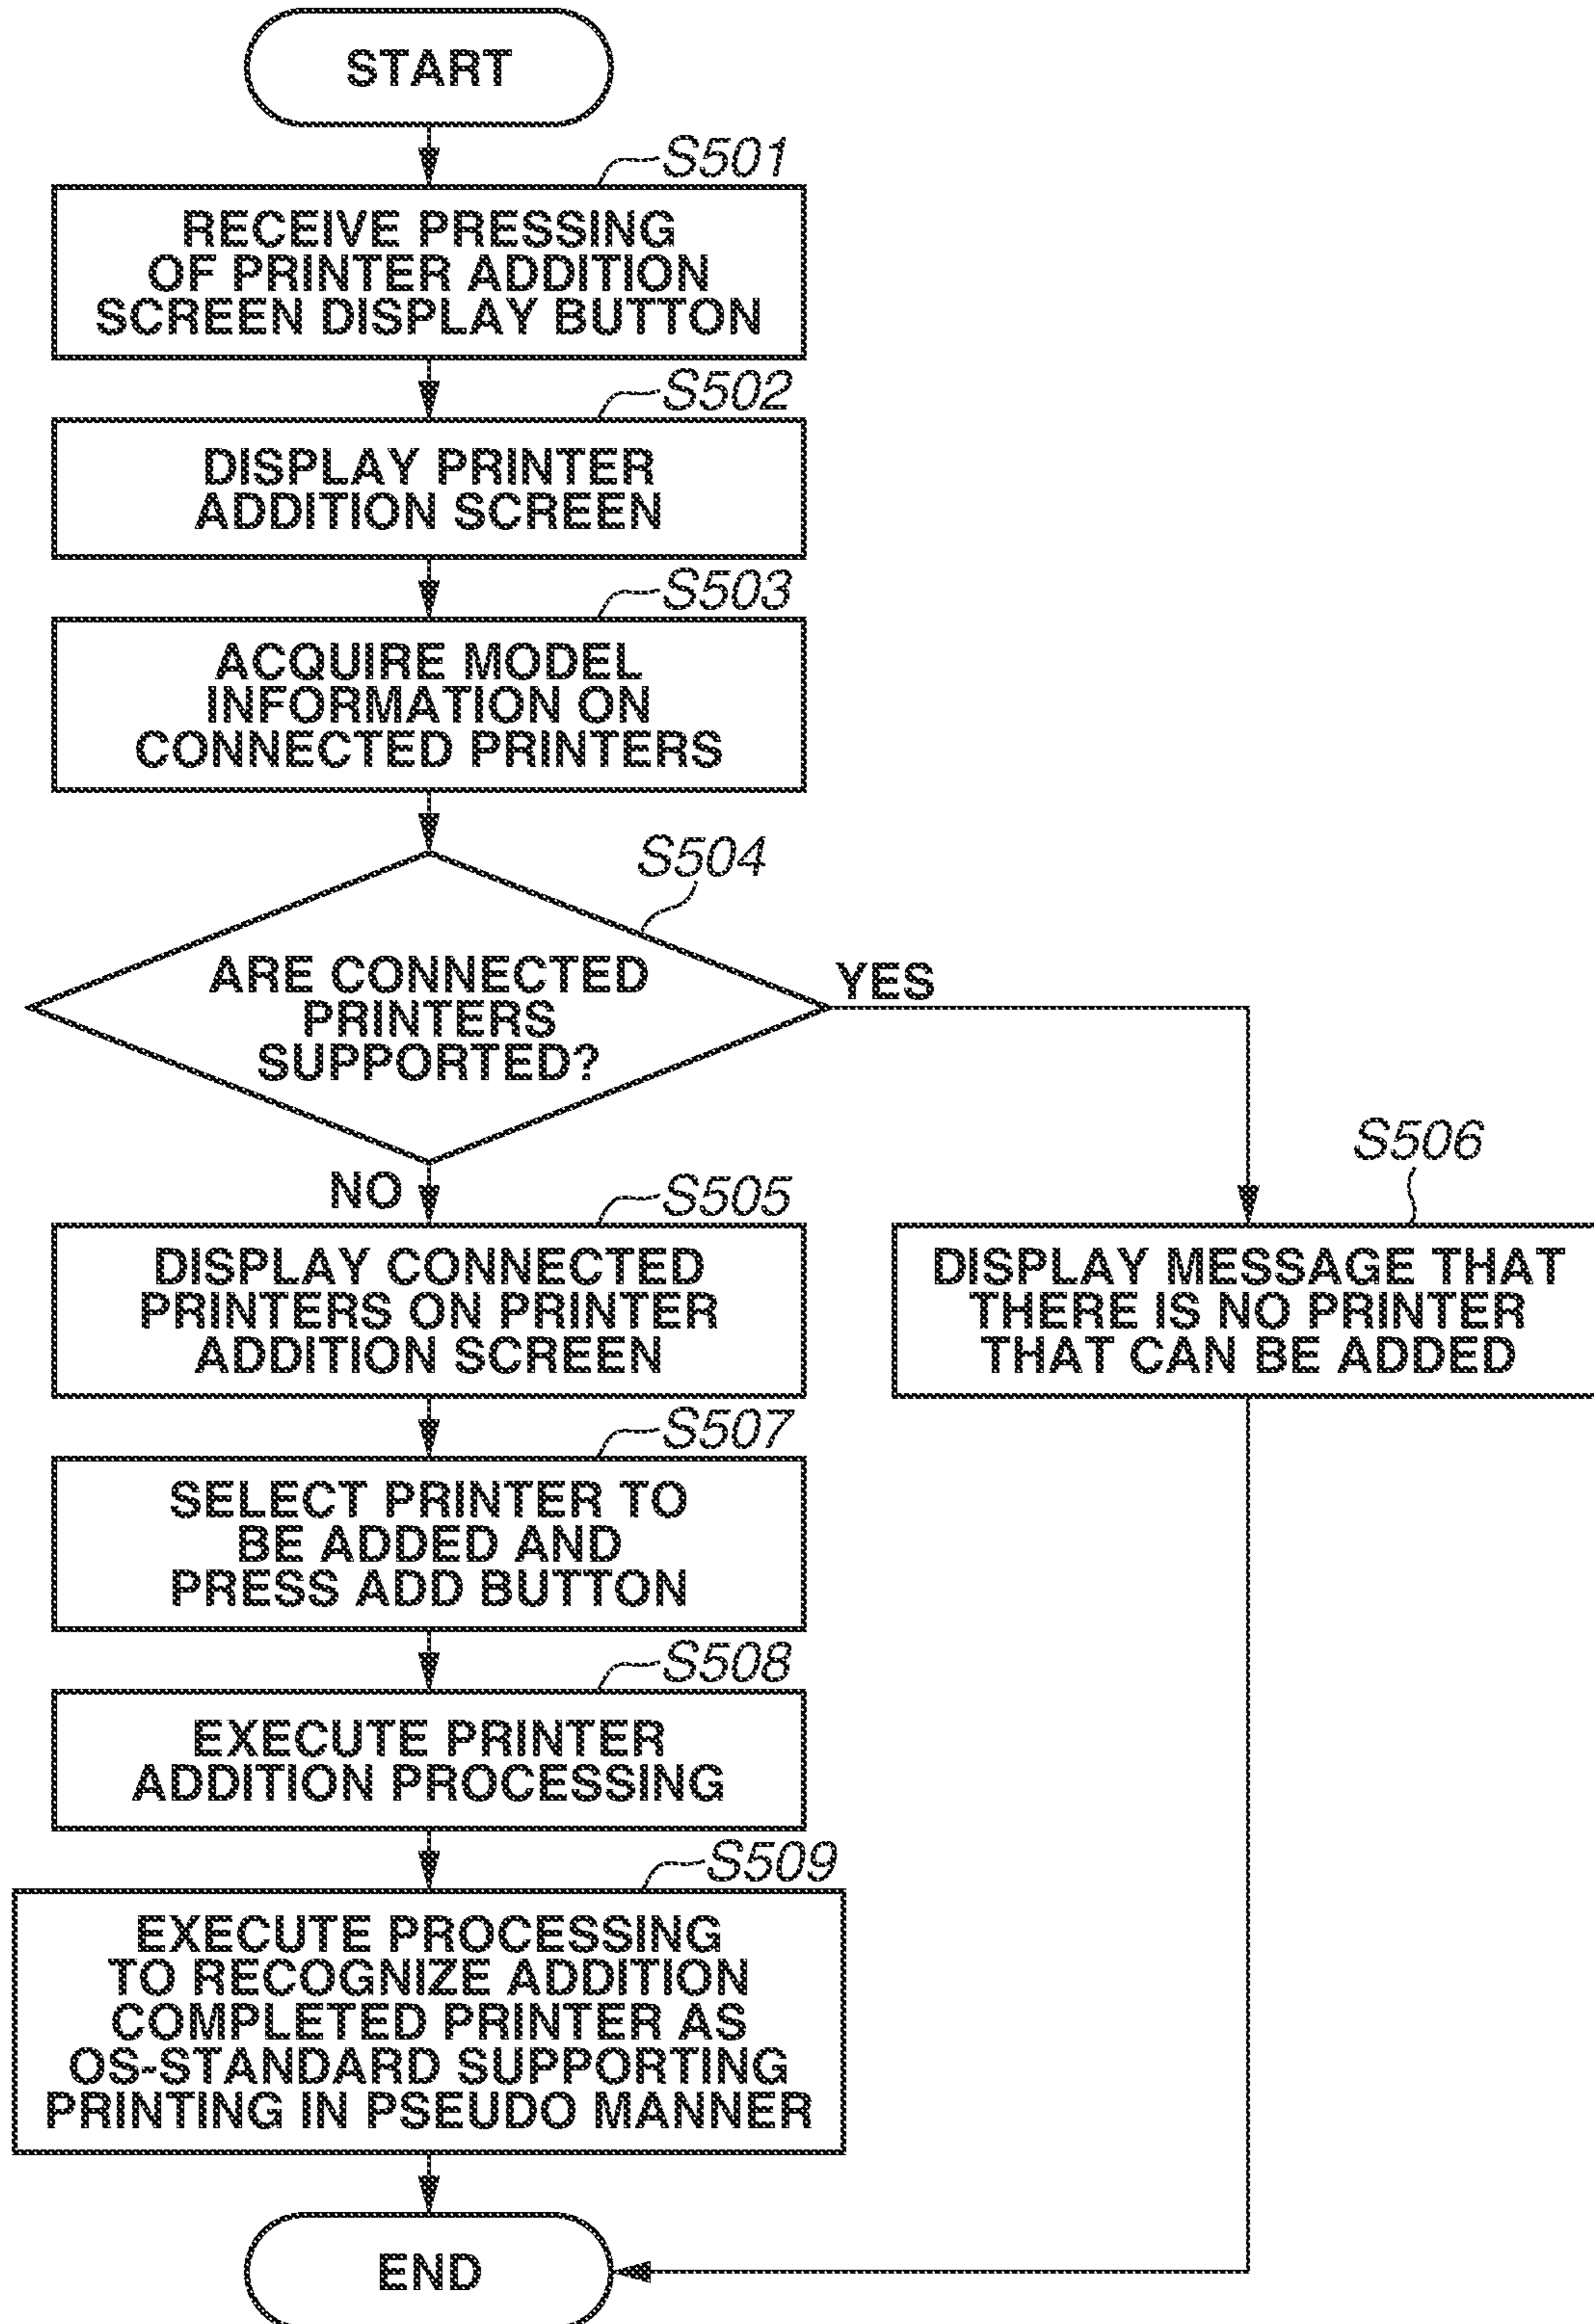 START
S501
RECEIVE PRESSING
OF PRINTER ADDITION
SCREEN DISPLAY BUTTON
S502
DISPLAY PRINTER
ADDITION SCREEN
S503
ACQUIRE MODEL
INFORMATION ON
CONNECTED PRINTERS
S504
ARE CONNECTED
PRINTERS
SUPPORTED?
YES
NO
S505
DISPLAY CONNECTED
PRINTERS ON PRINTER
ADDITION SCREEN
S506
DISPLAY MESSAGE THAT
THERE IS NO PRINTER
THAT CAN BE ADDED
S507
SELECT PRINTER TO
BE ADDED AND
PRESS ADD BUTTON
S508
EXECUTE PRINTER
ADDITION PROCESSING
S509
EXECUTE PROCESSING
TO RECOGNIZE ADDITION
COMPLETED PRINTER AS
OS-STANDARD SUPPORTING
PRINTING IN PSEUDO MANNER
END